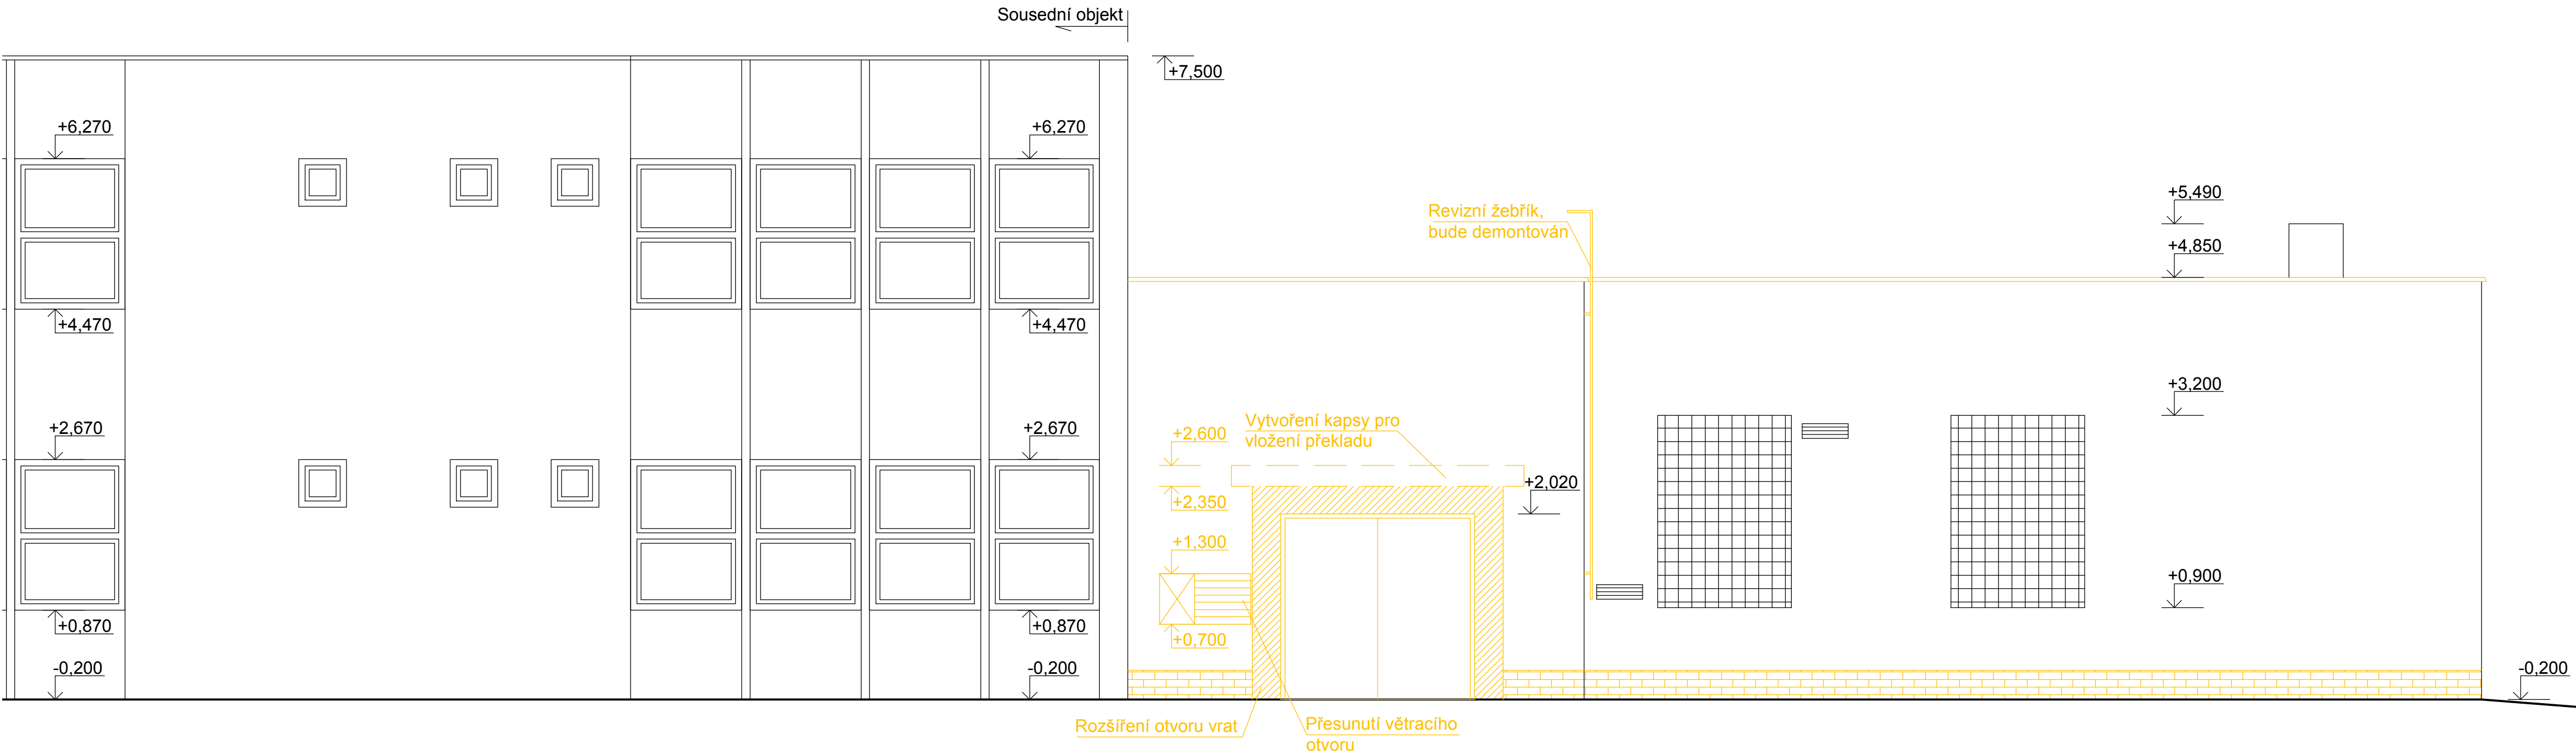 Sousední objekt
+7,500
+6,270
+6,270
+5,490
Revizní žebřík,
bude demontován
+4,850
+4,470
+4,470
+3,200
+2,670
+2,670
Vytvoření kapsy pro
vložení překladu
+2,600
+2,350
+2,020
+1,300
+0,900
+0,870
+0,870
+0,700
-0,200
-0,200
-0,200
Rozšíření otvoru vrat
Přesunutí větracího
otvoru